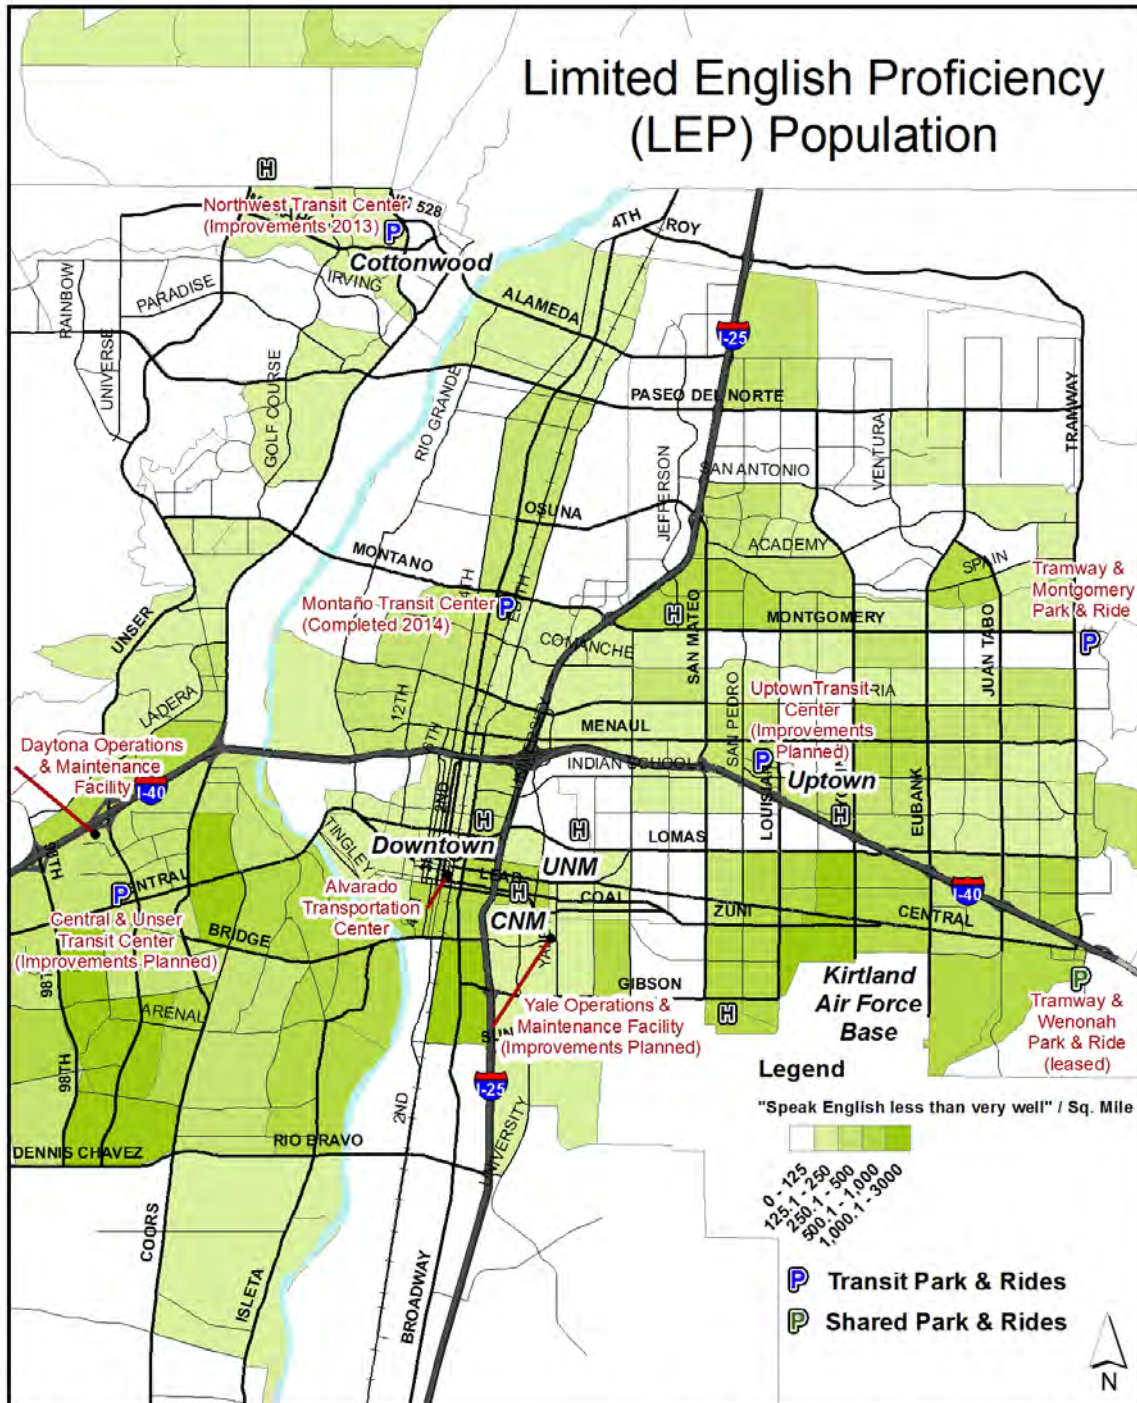 Limited English Proficiency
(LEP) Population
H
Northwest Transit Center
(Improvements 2013)
528
P
Cottonwood
4TH
ROY
RAINBOW
PARADISE
IRVING
ALAMEDA
UNIVERSE
I-25
GOLF COURSE
RIO GRANDE
PASEO DEL NORTE
TRAMWAY
VENTURA
JEFFERSON
SAN ANTONIO
OSUNA
ACADEMY
SPAIN
MONTANO
4TH
Tramway &
Montgomery
Park & Ride
P
Montaño Transit Center
(Completed 2014)
P
H
MONTGOMERY
SAN MATEO
JUAN TABO
UNSER
COMANCHE
LADERA
12TH
SAN PEDRO
Uptown Transit
Center
(Improvements
Planned)
P
MENAUL
Daytona Operations
& Maintenance
Facility
I-40
INDIAN SCHOOL
Uptown
LOUISIANA
EUBANK
H
2ND
H
H
LOMAS
TINGLEY
Downtown
UNM
98TH
P
LEAD
H
COAL
I-40
CENTRAL
ZUNI
Alvarado
Transportation
Center
Central & Unser
Transit Center
(Improvements Planned)
BRIDGE
CNM
98TH
ARENAL
GIBSON
Kirtland
Air Force
Base
P
Tramway &
Wenonah
Park & Ride
(leased)
H
Yale Operations &
Maintenance Facility
(Improvements Planned)
98TH
I-25
2ND
UNIVERSITY
DENNIS CHAVEZ
RIO BRAVO
COORS
ISLETA
BROADWAY
Legend
"Speak English less than very well" / Sq. Mile
0 - 125
125.1 - 250
250.1 - 500
500.1 - 1,000
1,000.1 - 3000
P Transit Park & Rides
P Shared Park & Rides
N